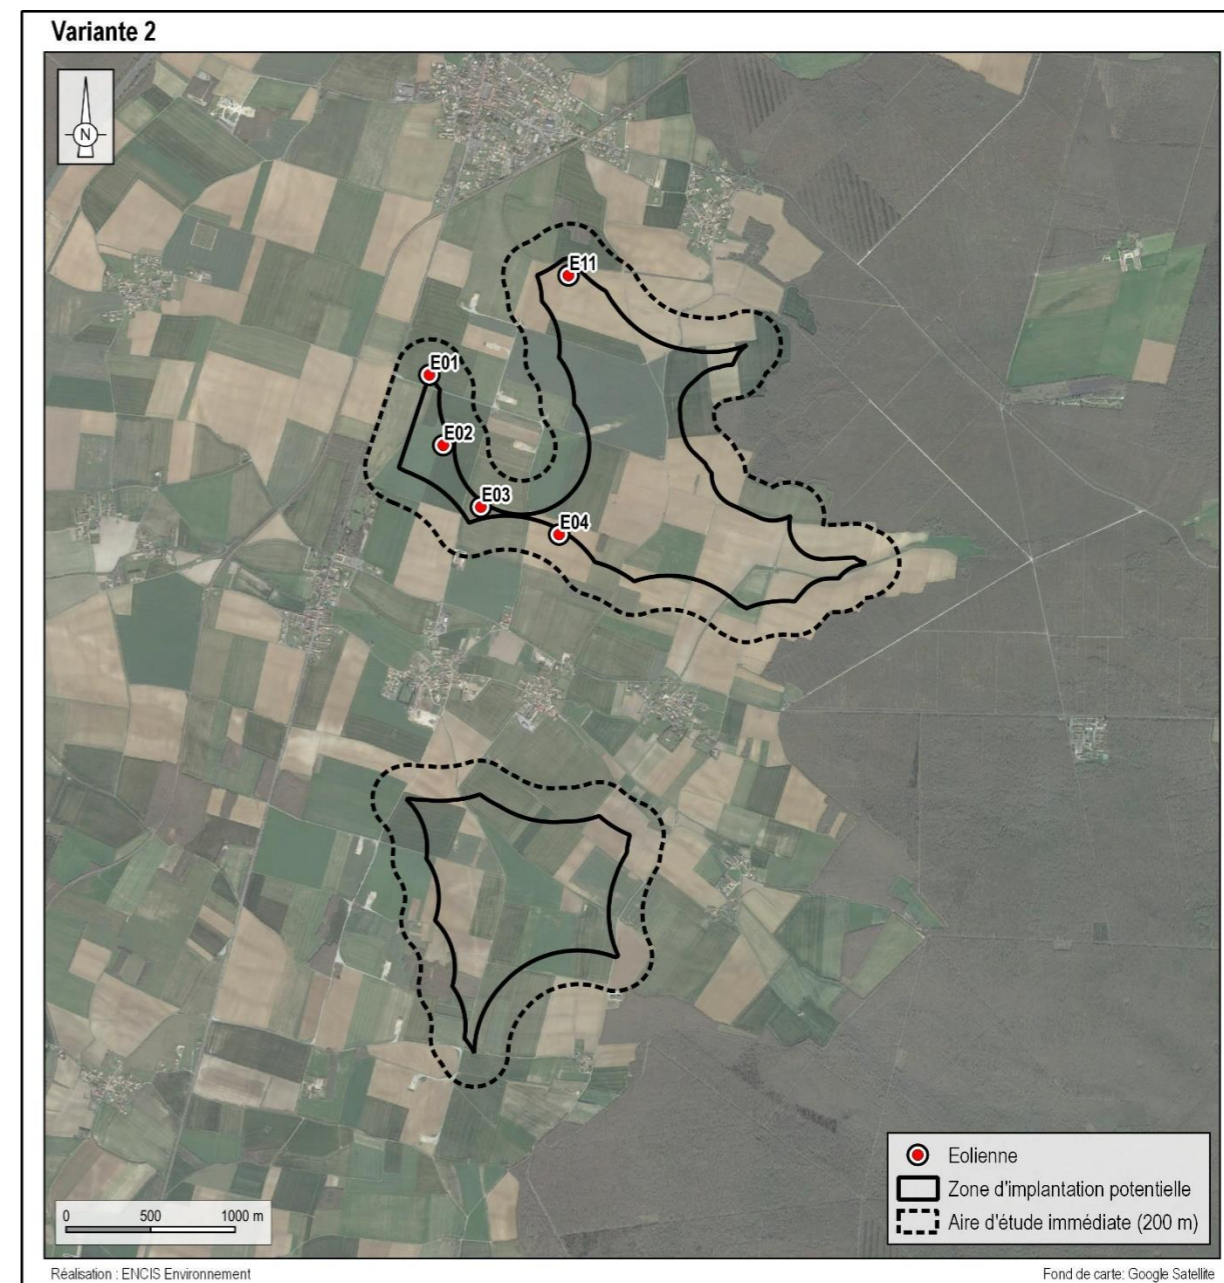 Variante 2
N
E11
E01
E02
E03
E04
Eolienne
Zone d'implantation potentielle
Aire d'étude immédiate (200 m)
0 500 1000 m
Réalisation : ENCIS Environnement
Fond de carte: Google Satellite